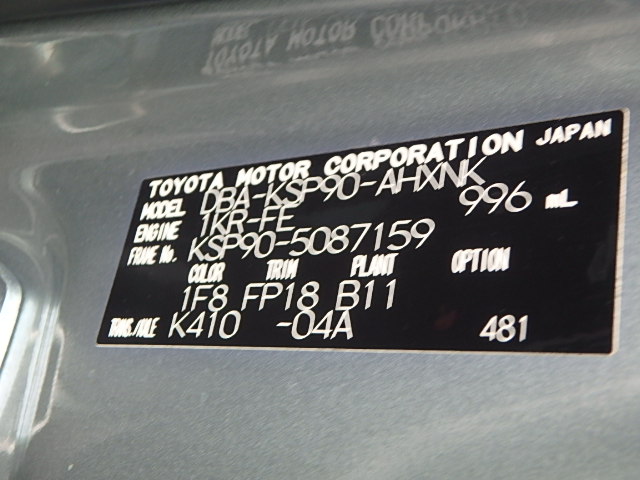 TOYOTA MOTOR CORPORATION JAPAN
MODEL DBA-KSP90-AHXNK
ENGINE 1KR-FE 996 mL
FRAME No. KSP90-5087159
COLOR TRIM PLANT OPTION
1F8 FP18 B11
TRANS./AXLE K410 -04A 481